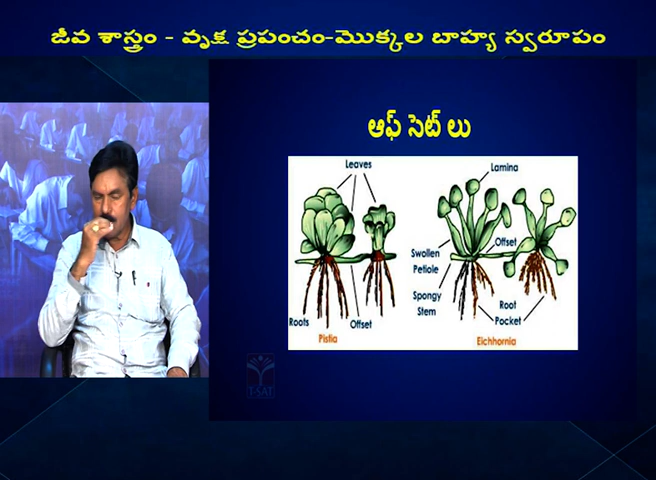 జీవ శాస్త్రం - వృక్ష ప్రపంచం-మొక్కల బాహ్య స్వరూపం
ఆఫ్ సెట్ లు
Leaves
Lamina
Swollen
Petiole
Offset
Spongy
Stem
Root
Pocket
Roots
Offset
Pistia
Eichhornia
T-SAT